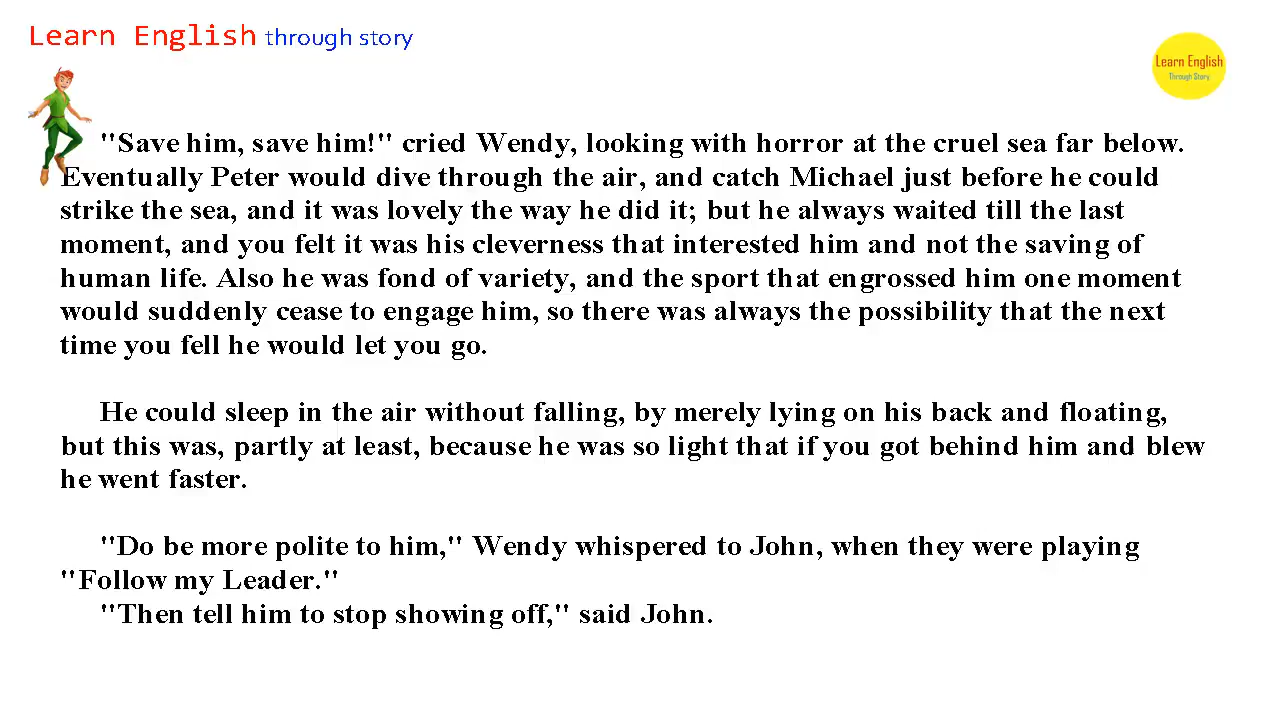 Learn English through story
Learn English
Through Story
"Save him, save him!" cried Wendy, looking with horror at the cruel sea far below.
Eventually Peter would dive through the air, and catch Michael just before he could
strike the sea, and it was lovely the way he did it; but he always waited till the last
moment, and you felt it was his cleverness that interested him and not the saving of
human life. Also he was fond of variety, and the sport that engrossed him one moment
would suddenly cease to engage him, so there was always the possibility that the next
time you fell he would let you go.
He could sleep in the air without falling, by merely lying on his back and floating,
but this was, partly at least, because he was so light that if you got behind him and blew
he went faster.
"Do be more polite to him," Wendy whispered to John, when they were playing
"Follow my Leader."
"Then tell him to stop showing off," said John.